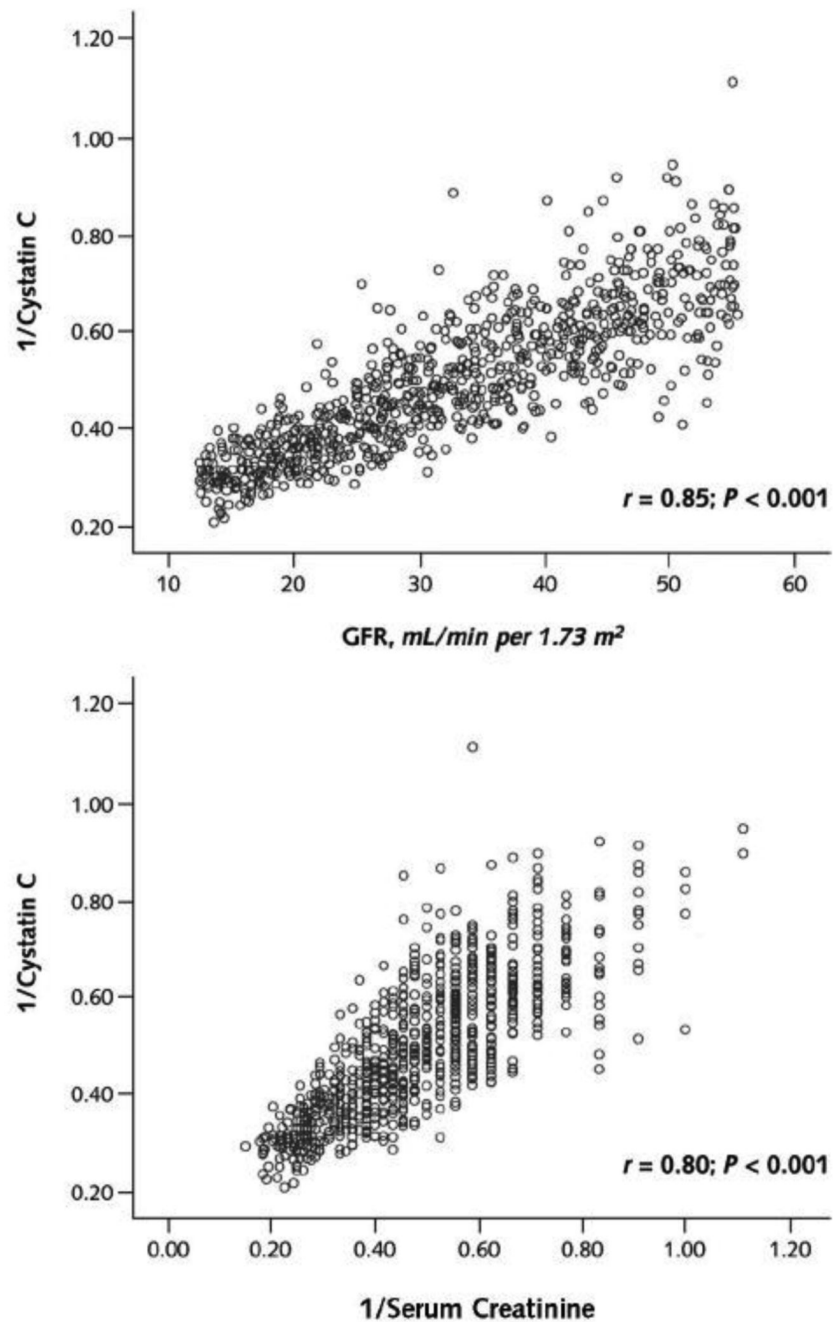 1.20
1.00
0.80
0.60
0.40
0.20
1/Cystatin C
r = 0.85; P < 0.001
10 20 30 40 50 60
GFR, mL/min per 1.73 m²
1.20
1.00
0.80
0.60
0.40
0.20
1/Cystatin C
r = 0.80; P < 0.001
0.00 0.20 0.40 0.60 0.80 1.00 1.20
1/Serum Creatinine